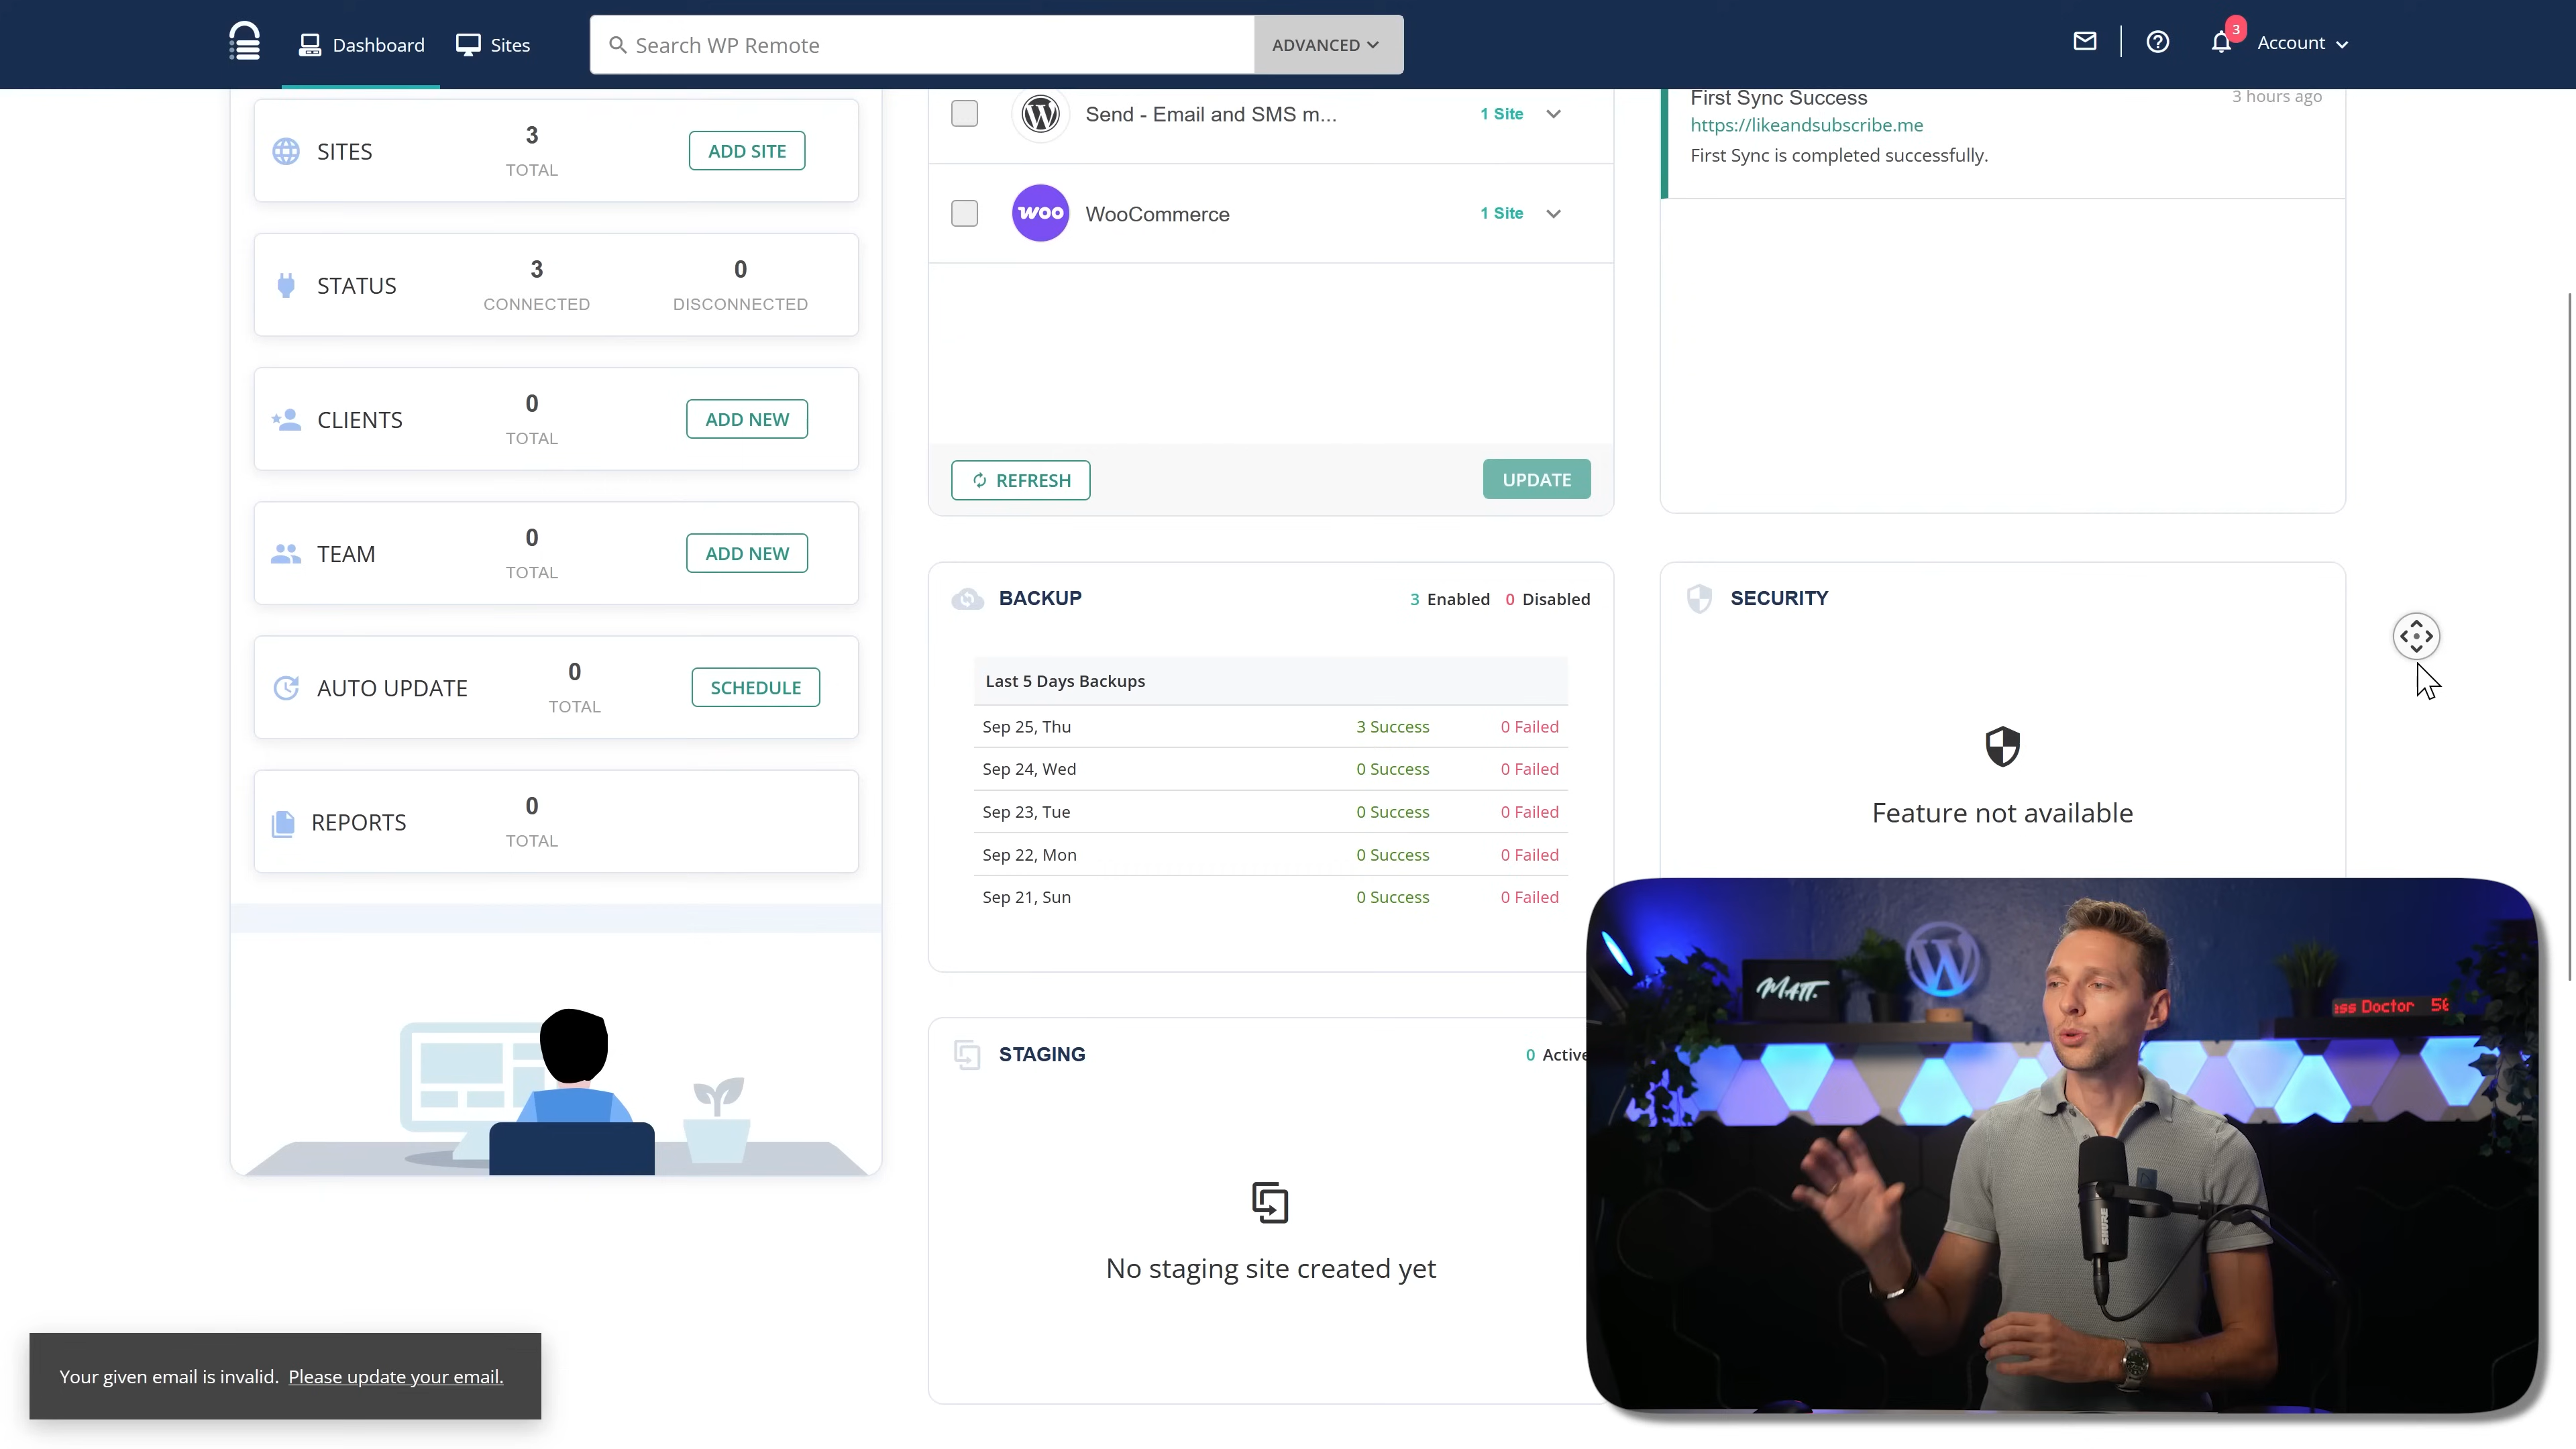 Dashboard
Sites
Search WP Remote
ADVANCED
3
Account
SITES
3
TOTAL
ADD SITE
STATUS
3
CONNECTED
0
DISCONNECTED
CLIENTS
0
TOTAL
ADD NEW
TEAM
0
TOTAL
ADD NEW
AUTO UPDATE
0
TOTAL
SCHEDULE
REPORTS
0
TOTAL
Send - Email and SMS m...
1 Site
woo
WooCommerce
1 Site
REFRESH
UPDATE
First Sync Success
3 hours ago
https://likeandsubscribe.me
First Sync is completed successfully.
BACKUP
3 Enabled 0 Disabled
Last 5 Days Backups
Sep 25, Thu 3 Success 0 Failed
Sep 24, Wed 0 Success 0 Failed
Sep 23, Tue 0 Success 0 Failed
Sep 22, Mon 0 Success 0 Failed
Sep 21, Sun 0 Success 0 Failed
SECURITY
Feature not available
STAGING
0 Active
No staging site created yet
MATT.
ss Doctor 50
SHURE
Your given email is invalid. Please update your email.